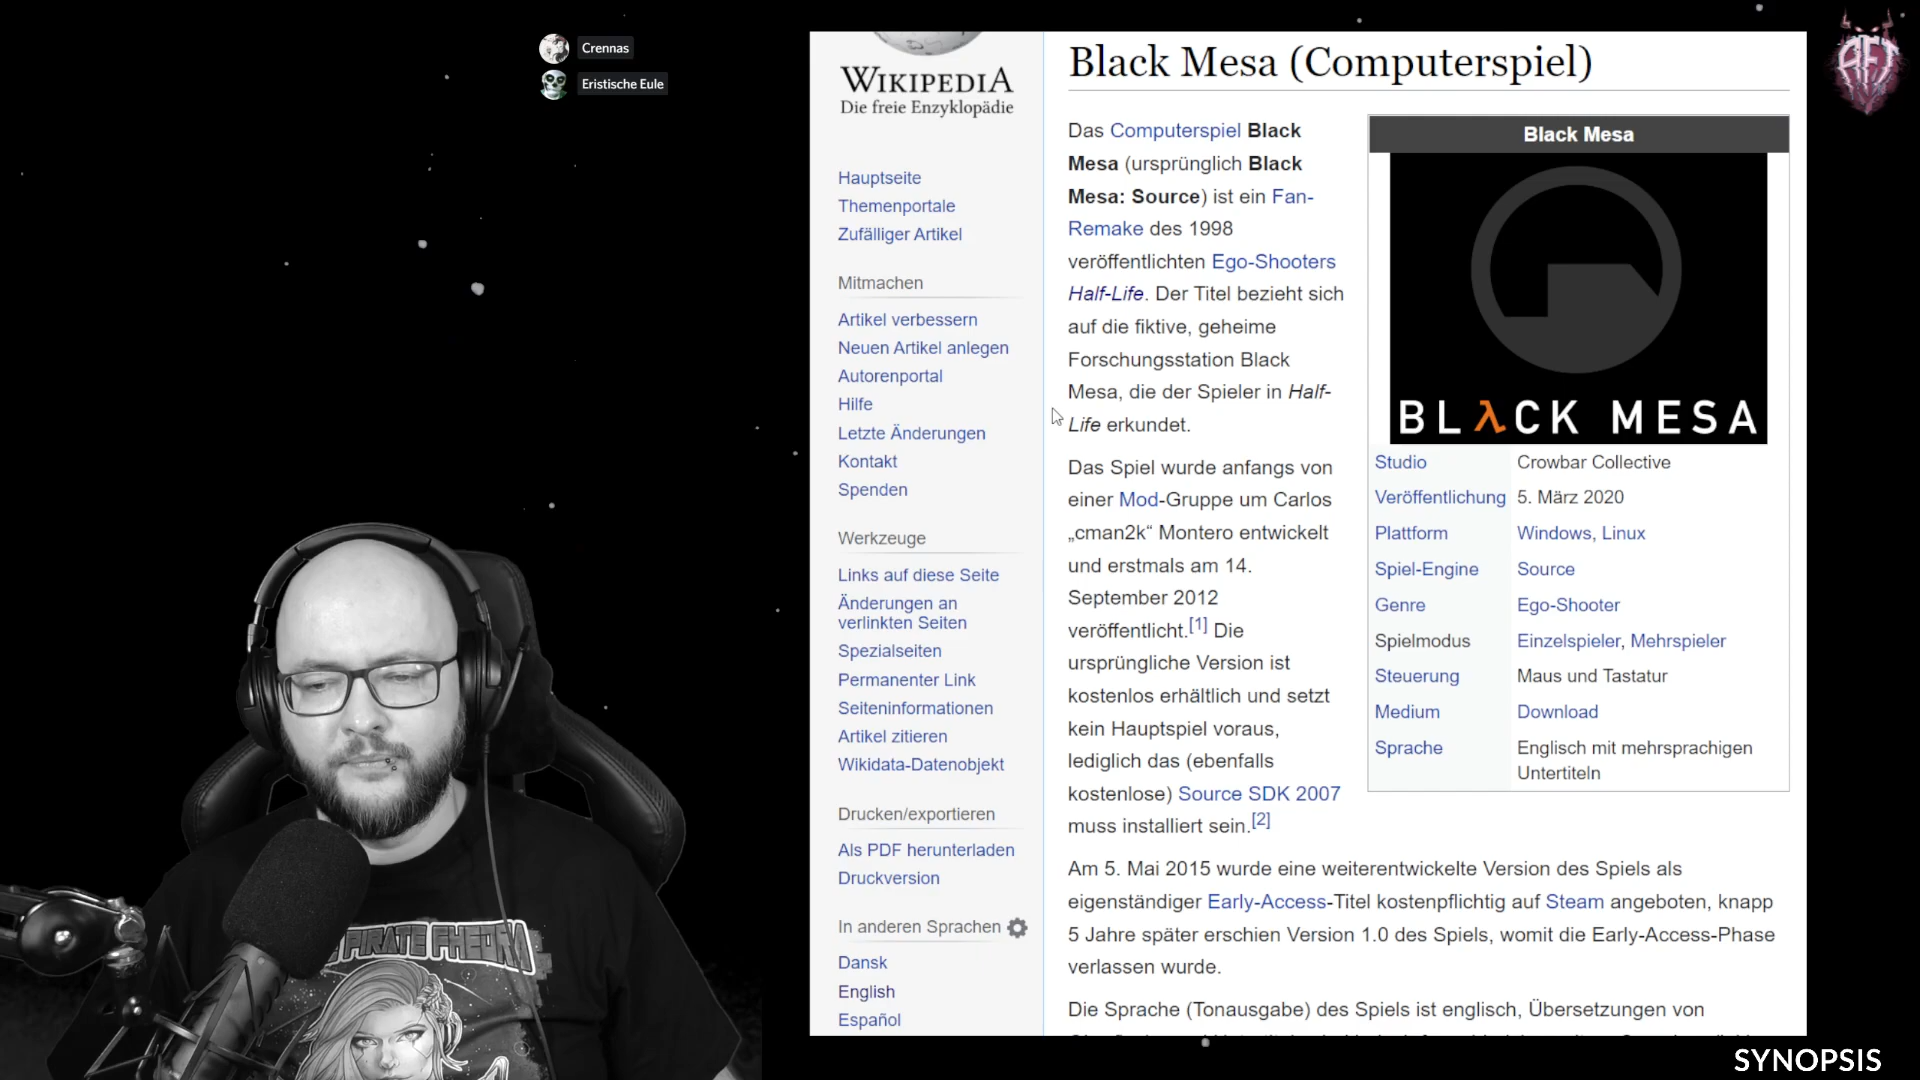 Crennas
Eristische Eule
AFT
WIKIPEDIA
Die freie Enzyklopädie
Hauptseite
Themenportale
Zufälliger Artikel
Mitmachen
Artikel verbessern
Neuen Artikel anlegen
Autorenportal
Hilfe
Letzte Änderungen
Kontakt
Spenden
Werkzeuge
Links auf diese Seite
Änderungen an
verlinkten Seiten
Spezialseiten
Permanenter Link
Seiteninformationen
Artikel zitieren
Wikidata-Datenobjekt
Drucken/exportieren
Als PDF herunterladen
Druckversion
In anderen Sprachen
Dansk
English
Español
Black Mesa (Computerspiel)
Das Computerspiel Black
Mesa (ursprünglich Black
Mesa: Source) ist ein Fan-
Remake des 1998
veröffentlichten Ego-Shooters
Half-Life. Der Titel bezieht sich
auf die fiktive, geheime
Forschungsstation Black
Mesa, die der Spieler in Half-
Life erkundet.
Das Spiel wurde anfangs von
einer Mod-Gruppe um Carlos
„cman2k“ Montero entwickelt
und erstmals am 14.
September 2012
veröffentlicht.[1] Die
ursprüngliche Version ist
kostenlos erhältlich und setzt
kein Hauptspiel voraus,
lediglich das (ebenfalls
kostenlose) Source SDK 2007
muss installiert sein.[2]
Am 5. Mai 2015 wurde eine weiterentwickelte Version des Spiels als
eigenständiger Early-Access-Titel kostenpflichtig auf Steam angeboten, knapp
5 Jahre später erschien Version 1.0 des Spiels, womit die Early-Access-Phase
verlassen wurde.
Die Sprache (Tonausgabe) des Spiels ist englisch, Übersetzungen von
Black Mesa
BLλCK MESA
Studio Crowbar Collective
Veröffentlichung 5. März 2020
Plattform Windows, Linux
Spiel-Engine Source
Genre Ego-Shooter
Spielmodus Einzelspieler, Mehrspieler
Steuerung Maus und Tastatur
Medium Download
Sprache Englisch mit mehrsprachigen
Untertiteln
PIRATE
SYNOPSIS